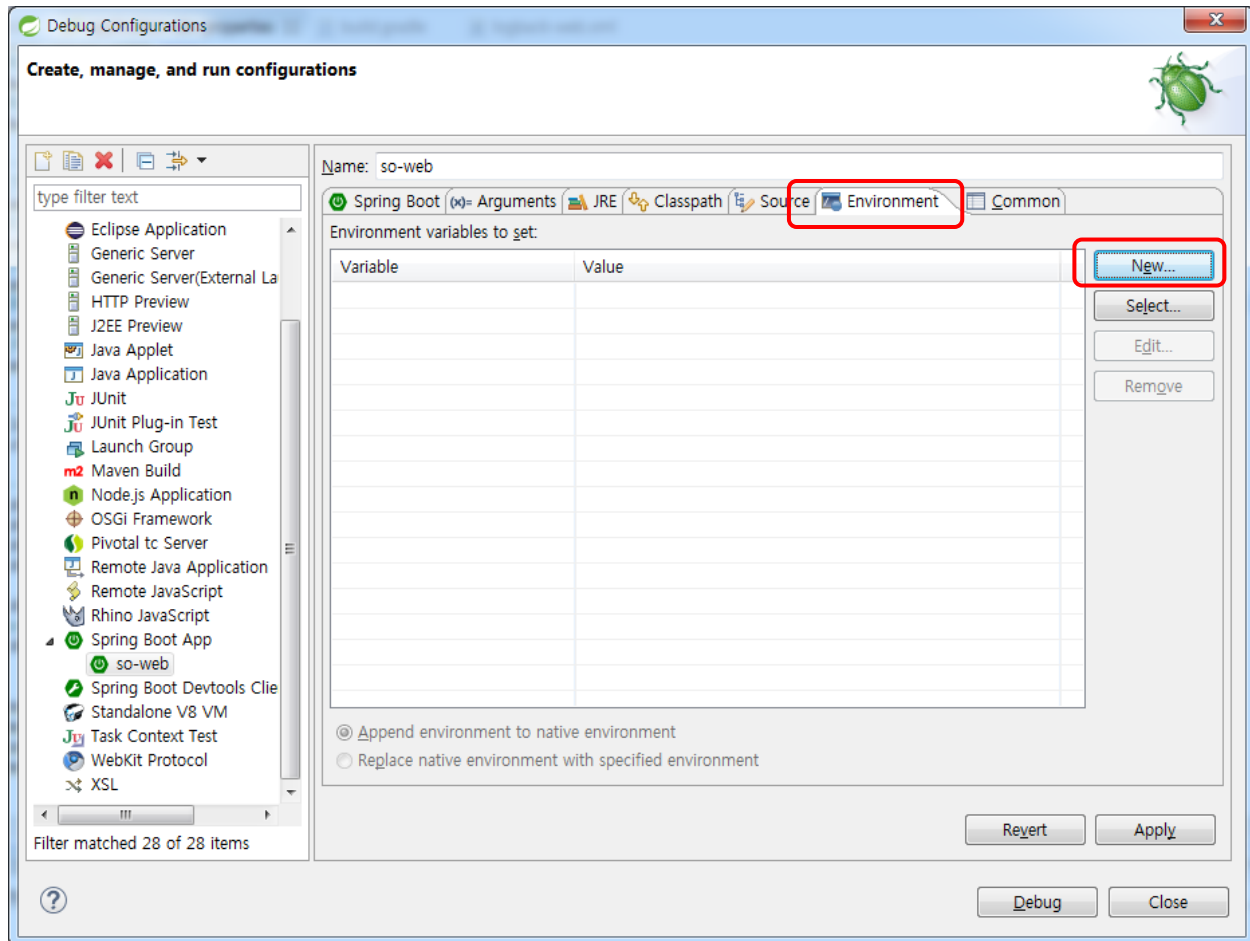 Debug Configurations
Create, manage, and run configurations
type filter text
Eclipse Application
Generic Server
Generic Server(External La
HTTP Preview
J2EE Preview
Java Applet
Java Application
JUnit
JUnit Plug-in Test
Launch Group
m2 Maven Build
Node.js Application
OSGi Framework
Pivotal tc Server
Remote Java Application
Remote JavaScript
Rhino JavaScript
Spring Boot App
so-web
Spring Boot Devtools Clie
Standalone V8 VM
Task Context Test
WebKit Protocol
XSL
Filter matched 28 of 28 items
Name: so-web
Spring Boot (x)= Arguments JRE Classpath Source Environment Common
Environment variables to set:
Variable Value
New...
Select...
Edit...
Remove
Append environment to native environment
Replace native environment with specified environment
Revert Apply
Debug Close